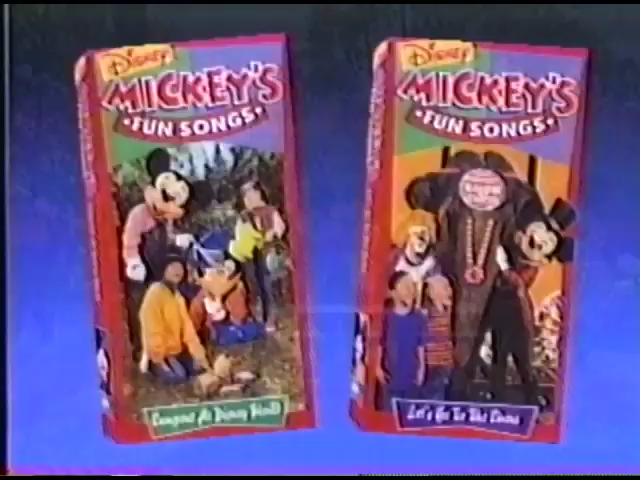 Disney
MICKEY'S
•FUN SONGS•
Campout At Disney World
Disney
MICKEY'S
•FUN SONGS•
Let's Go To The Circus